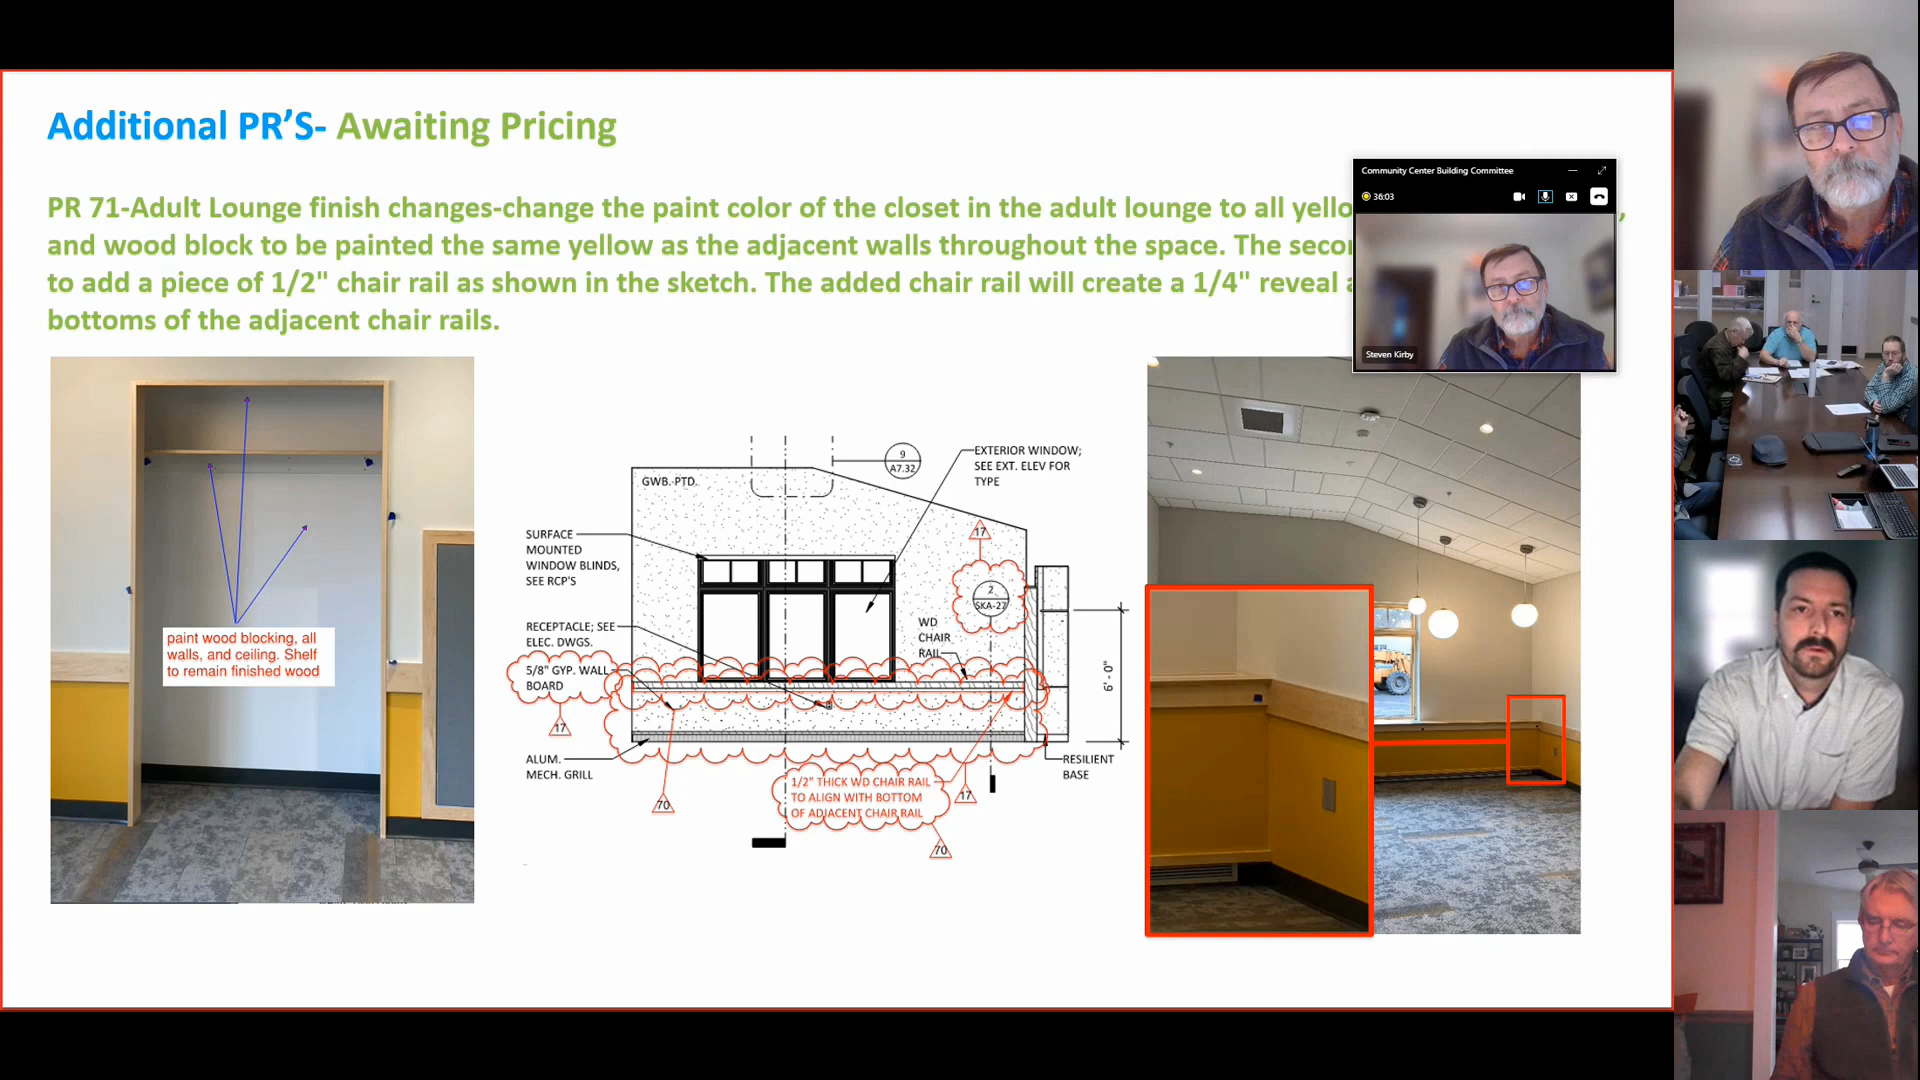 Additional PR'S- Awaiting Pricing
PR 71-Adult Lounge finish changes-change the paint color of the closet in the adult lounge to all
and wood block to be painted the same yellow as the adjacent walls throughout the space. The
to add a piece of 1/2" chair rail as shown in the sketch. The added chair rail will create a 1/4" reveal
bottoms of the adjacent chair rails.
Community Center Building Committee
36:03
Steven Kirby
paint wood blocking, all
walls, and ceiling. Shelf
to remain finished wood
GWB. PTD.
9
A7.32
EXTERIOR WINDOW;
SEE EXT. ELEV FOR
TYPE
SURFACE
MOUNTED
WINDOW BLINDS,
SEE RCP'S
17
2
SKA-27
RECEPTACLE; SEE
ELEC. DWGS.
WD
CHAIR
RAIL
5/8" GYP. WALL
BOARD
6'-0"
17
ALUM.
MECH. GRILL
RESILIENT
BASE
1/2" THICK WD CHAIR RAIL
TO ALIGN WITH BOTTOM
OF ADJACENT CHAIR RAIL
17
70
70